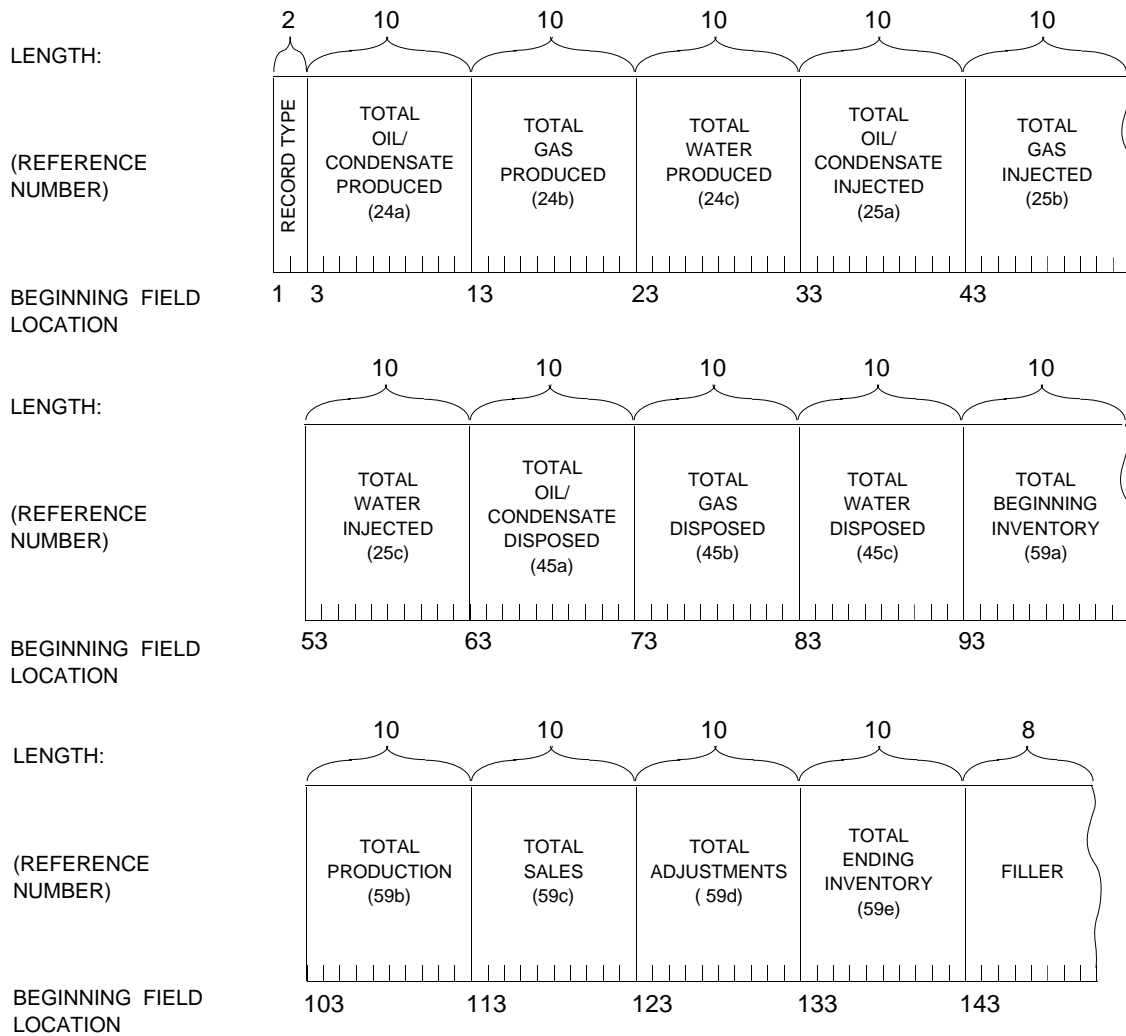 2 10 10 10 10 10
LENGTH:
RECORD TYPE
TOTAL
OIL/
CONDENSATE
PRODUCED
(24a)
TOTAL
GAS
PRODUCED
(24b)
TOTAL
WATER
PRODUCED
(24c)
TOTAL
OIL/
CONDENSATE
INJECTED
(25a)
TOTAL
GAS
INJECTED
(25b)
(REFERENCE
NUMBER)
1 3 13 23 33 43
BEGINNING FIELD
LOCATION
10 10 10 10 10
LENGTH:
TOTAL
WATER
INJECTED
(25c)
TOTAL
OIL/
CONDENSATE
DISPOSED
(45a)
TOTAL
GAS
DISPOSED
(45b)
TOTAL
WATER
DISPOSED
(45c)
TOTAL
BEGINNING
INVENTORY
(59a)
(REFERENCE
NUMBER)
53 63 73 83 93
BEGINNING FIELD
LOCATION
10 10 10 10 8
LENGTH:
TOTAL
PRODUCTION
(59b)
TOTAL
SALES
(59c)
TOTAL
ADJUSTMENTS
( 59d)
TOTAL
ENDING
INVENTORY
(59e)
FILLER
(REFERENCE
NUMBER)
103 113 123 133 143
BEGINNING FIELD
LOCATION